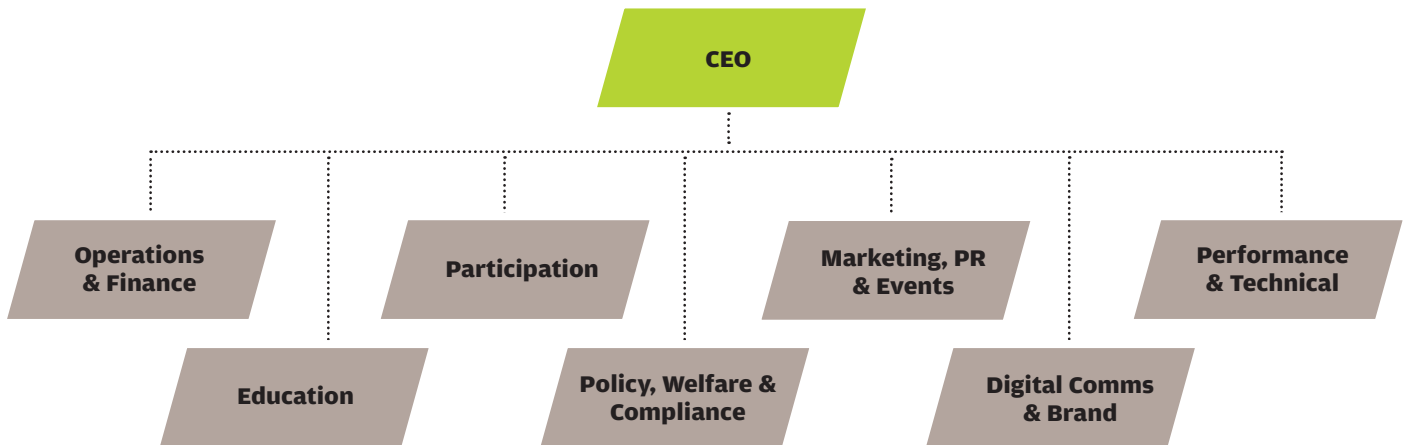 CEO
Operations
& Finance
Participation
Marketing, PR
& Events
Performance
& Technical
Education
Policy, Welfare &
Compliance
Digital Comms
& Brand